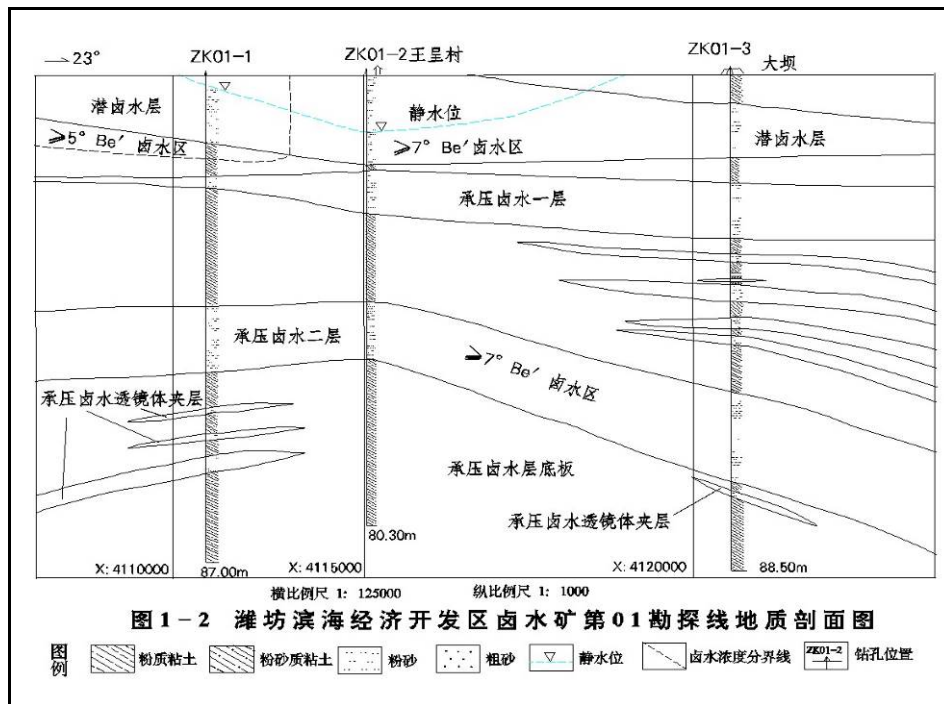 23°
ZK01-1
ZK01-2王呈村
ZK01-3
大坝
潜卤水层
静水位
≥5° Be′ 卤水区
≥7° Be′ 卤水区
潜卤水层
承压卤水一层
承压卤水二层
≥7° Be′ 卤水区
承压卤水透镜体夹层
承压卤水层底板
承压卤水透镜体夹层
80.30m
X: 4110000
87.00m
X: 4115000
X: 4120000
88.50m
横比例尺 1: 125000 纵比例尺 1: 1000
图1-2 潍坊滨海经济开发区卤水矿第01勘探线地质剖面图
图例
粉质粘土
粉砂质粘土
粉砂
粗砂
静水位
卤水浓度分界线
ZK01-2
钻孔位置